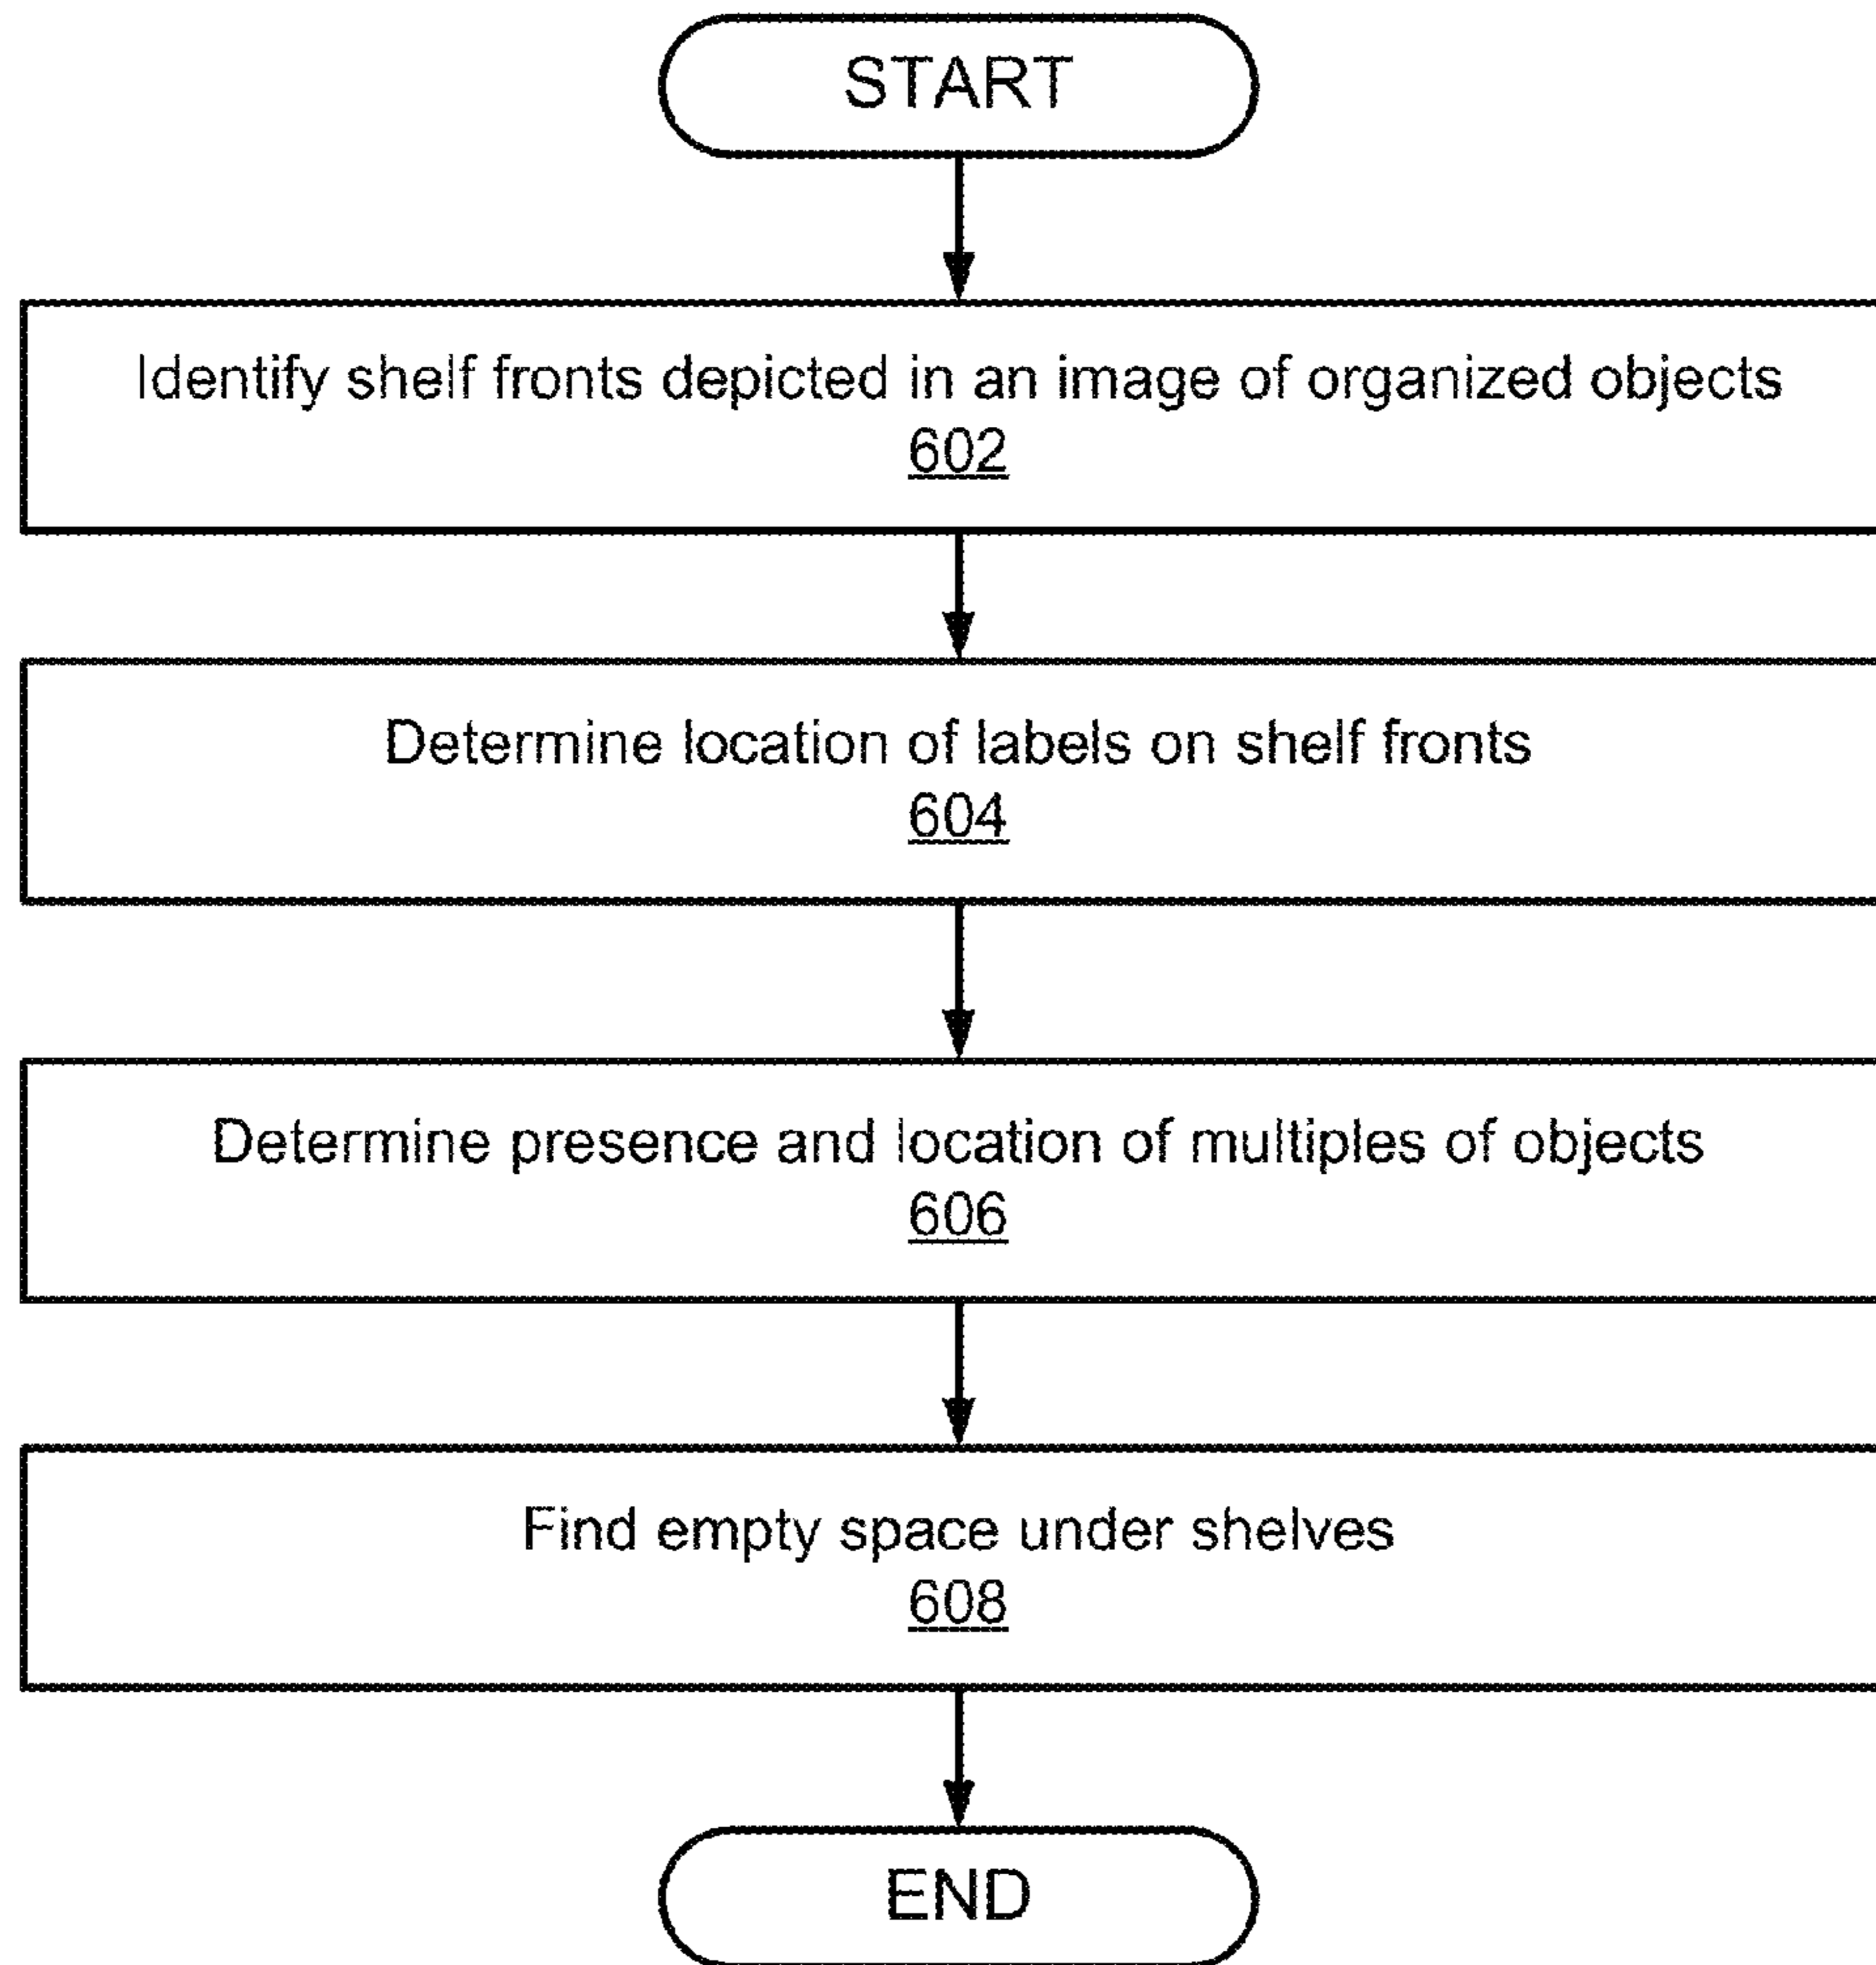 START
Identify shelf fronts depicted in an image of organized objects
602
Determine location of labels on shelf fronts
604
Determine presence and location of multiples of objects
606
Find empty space under shelves
608
END